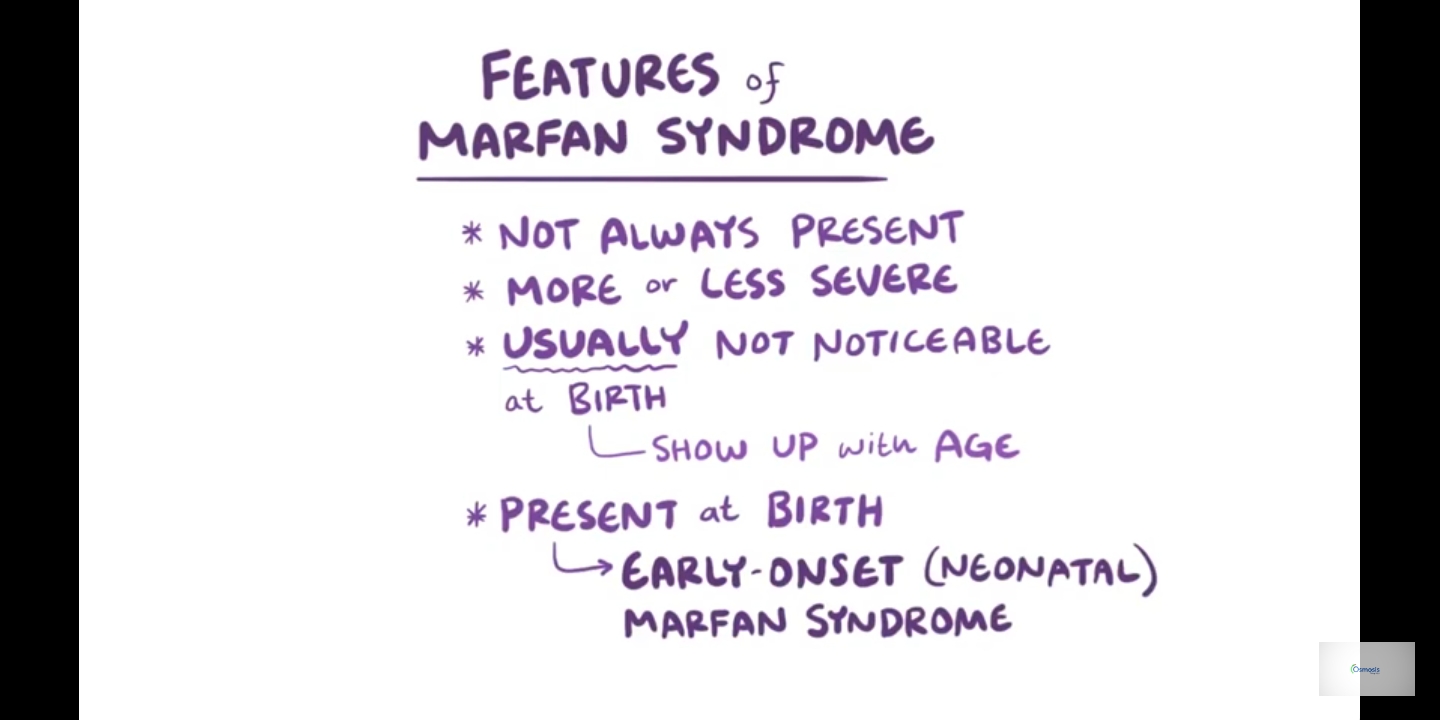 FEATURES of
MARFAN SYNDROME
* NOT ALWAYS PRESENT
* MORE or LESS SEVERE
* USUALLY NOT NOTICEABLE
at BIRTH
SHOW UP with AGE
* PRESENT at BIRTH
EARLY-ONSET (NEONATAL)
MARFAN SYNDROME
Osmosis